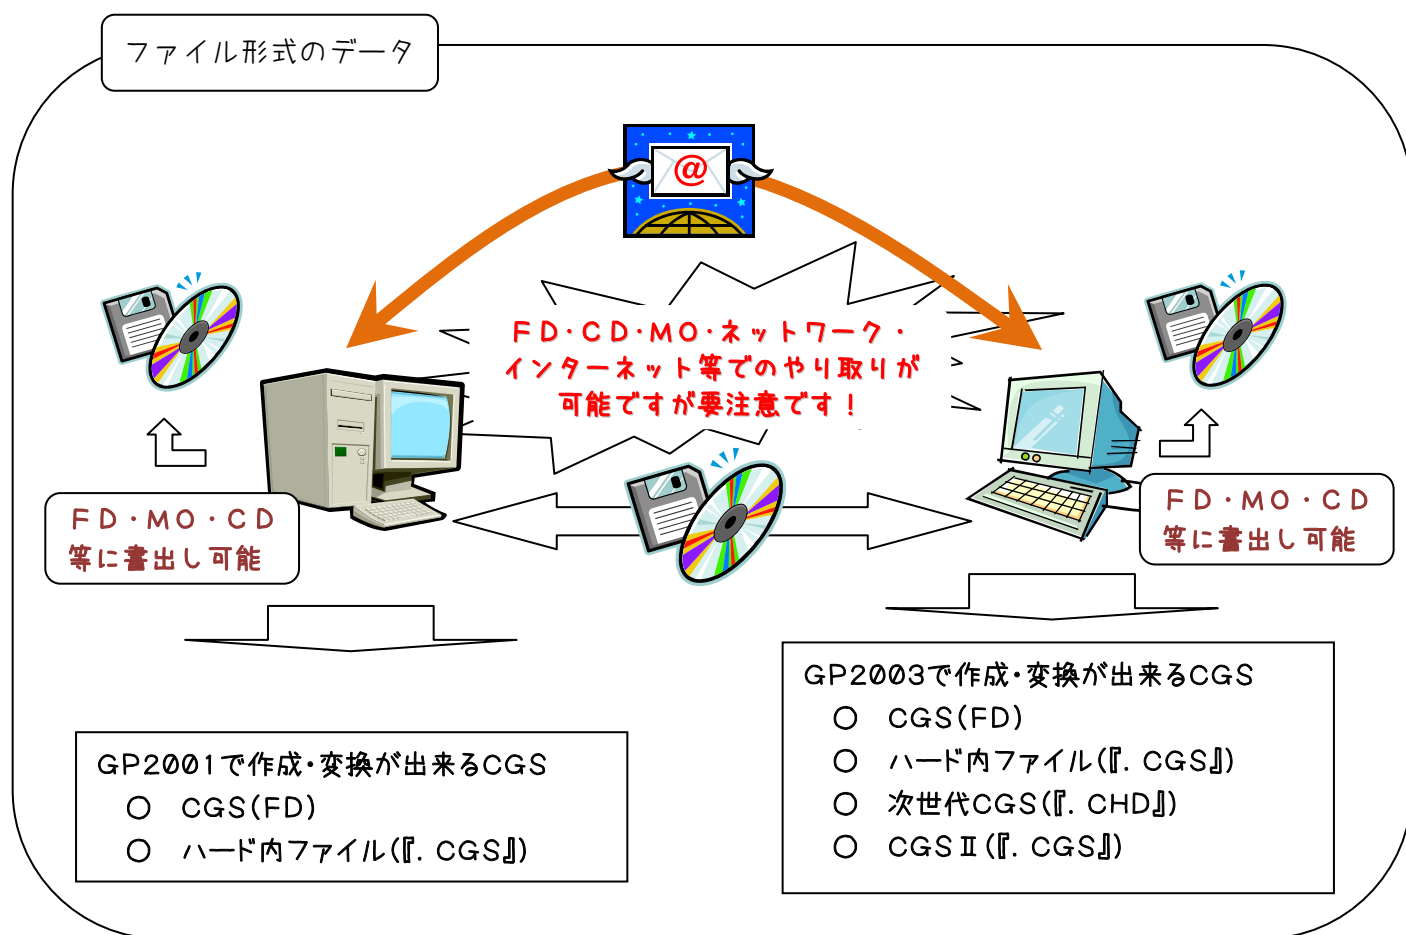 ファイル形式のデータ
@
FD・CD・MO・ネットワーク・
インターネット等でのやり取りが
可能ですが要注意です！
FD・MO・CD
等に書出し可能
FD・MO・CD
等に書出し可能
GP2001で作成・変換が出来るCGS
○ CGS(FD)
○ ハード内ファイル(『. CGS』)
GP2003で作成・変換が出来るCGS
○ CGS(FD)
○ ハード内ファイル(『. CGS』)
○ 次世代CGS(『. CHD』)
○ CGSⅡ(『. CGS』)